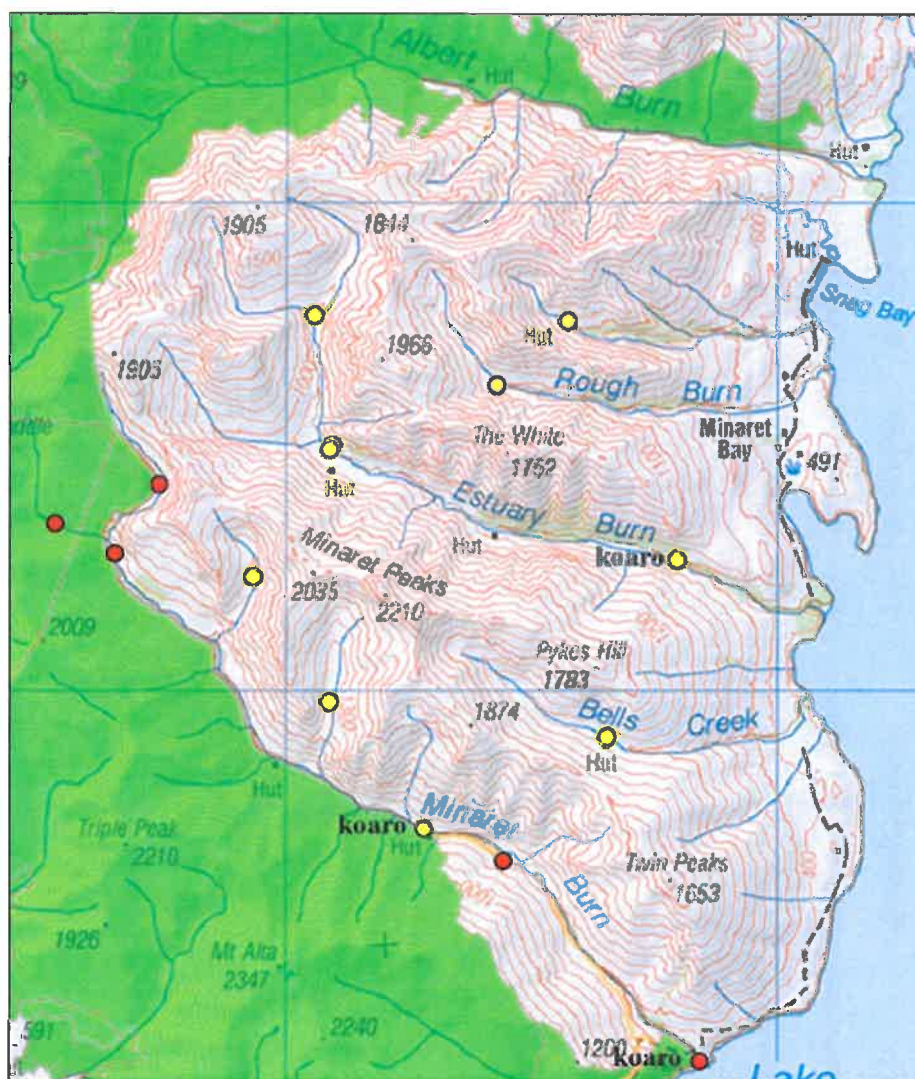 Albert
Hut
Burn
Hut
1905
1844
Hut
Snag Bay
Hut
1903
1966
Rough Burn
The White
1752
Minaret
Bay
491
Hut
Estuary Burn
Hut
koaro
Minaret Peaks
2035
2210
2009
Pykes Hill
1783
Bells Creek
1874
Hut
Hut
Triple Peak
2210
koaro
Hut
Minaret
Burn
Twin Peaks
1653
1926
Mt Alta
2347
591
2240
1200
koaro
Lake